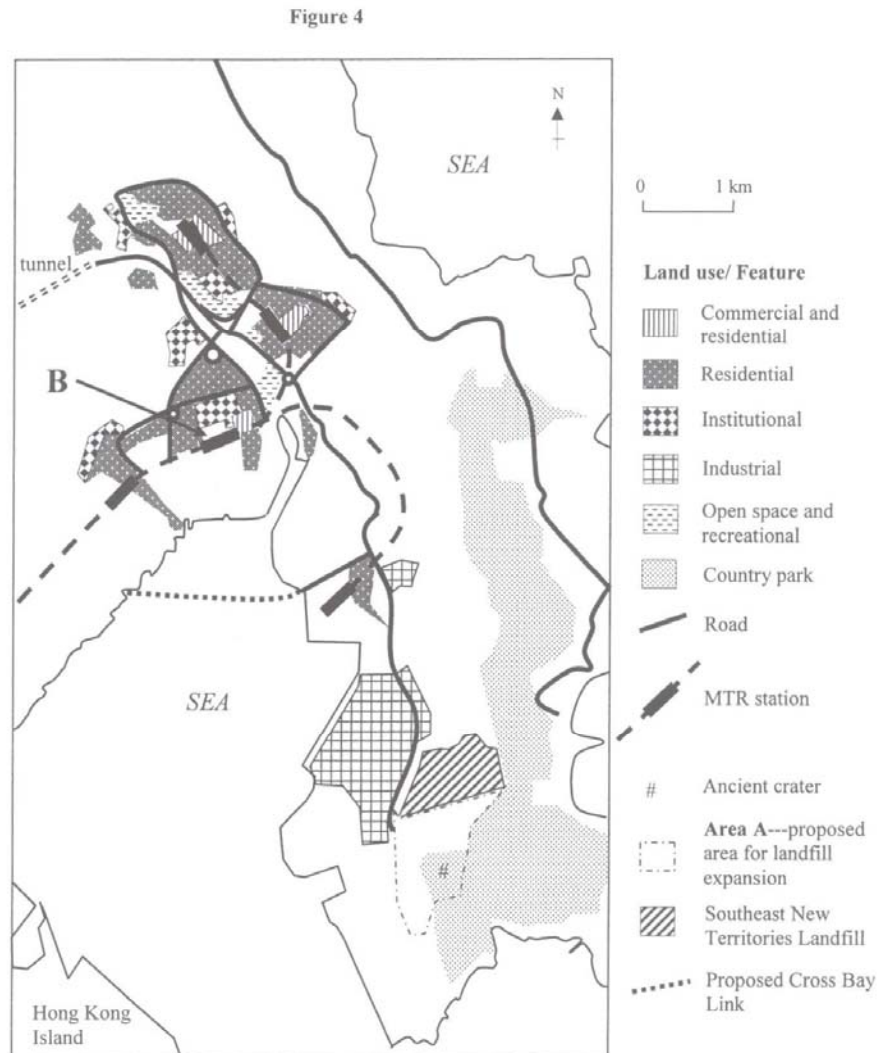 Figure 4
N
SEA
0 1 km
tunnel
Land use/ Feature
Commercial and
residential
B
Residential
Institutional
Industrial
Open space and
recreational
Country park
Road
SEA
MTR station
# Ancient crater
Area A---proposed
area for landfill
expansion
#
Southeast New
Territories Landfill
Proposed Cross Bay
Link
Hong Kong
Island